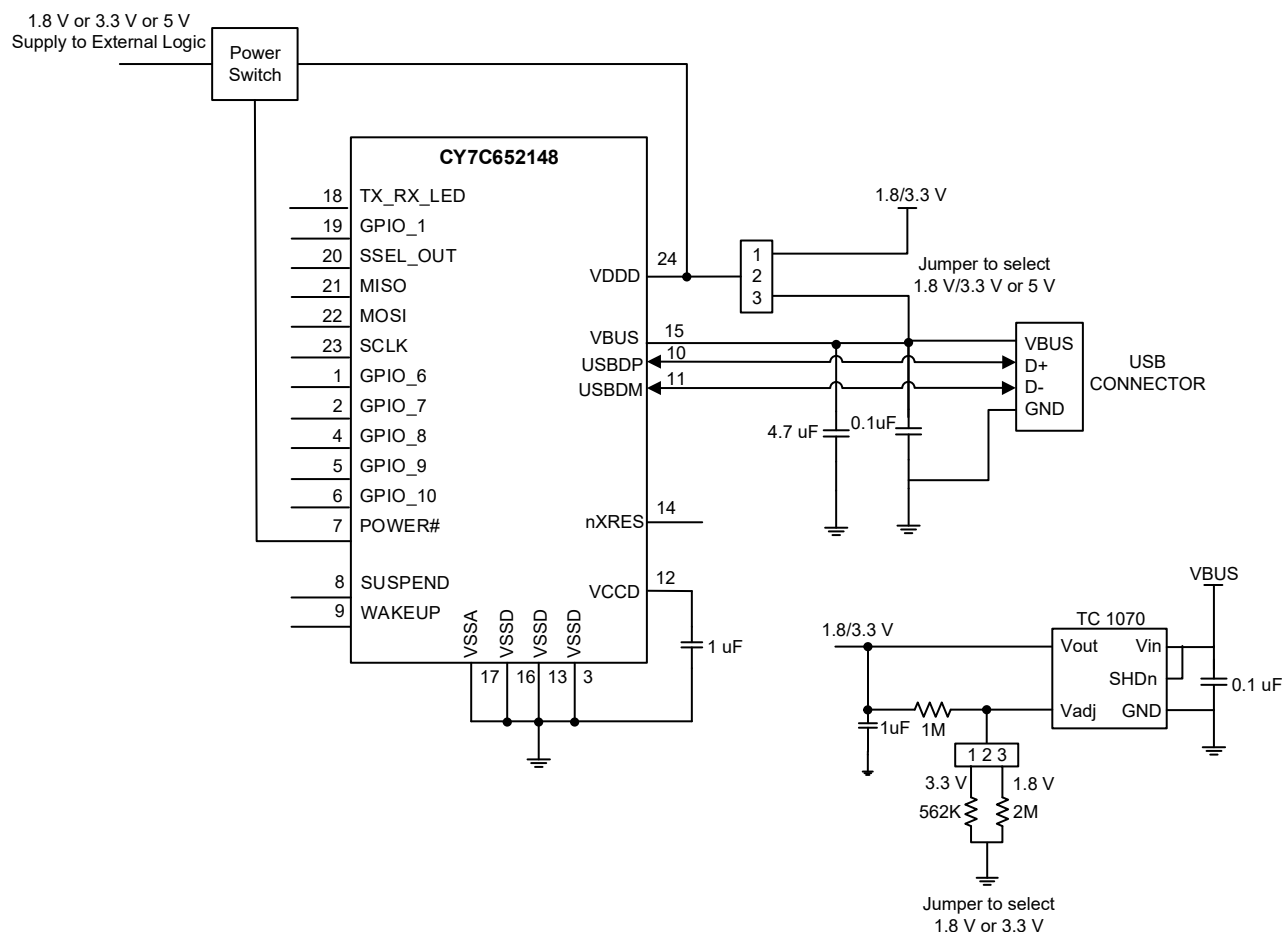 1.8 V or 3.3 V or 5 V
Supply to External Logic
Power
Switch
CY7C652148
18 TX_RX_LED
19 GPIO_1
20 SSEL_OUT
21 MISO
22 MOSI
23 SCLK
1 GPIO_6
2 GPIO_7
4 GPIO_8
5 GPIO_9
6 GPIO_10
7 POWER#
8 SUSPEND
9 WAKEUP
VDDD 24
VBUS 15
USBDP 10
USBDM 11
nXRES 14
VCCD 12
VSSA
VSSD
VSSD
VSSD
17 16 13 3
1 uF
1
2
3
1.8/3.3 V
Jumper to select
1.8 V/3.3 V or 5 V
VBUS
D+
D-
GND
USB
CONNECTOR
4.7 uF
0.1uF
VBUS
TC 1070
1.8/3.3 V
Vout Vin
SHDn
Vadj GND
0.1 uF
1uF
1M
1 2 3
3.3 V 1.8 V
562K 2M
Jumper to select
1.8 V or 3.3 V